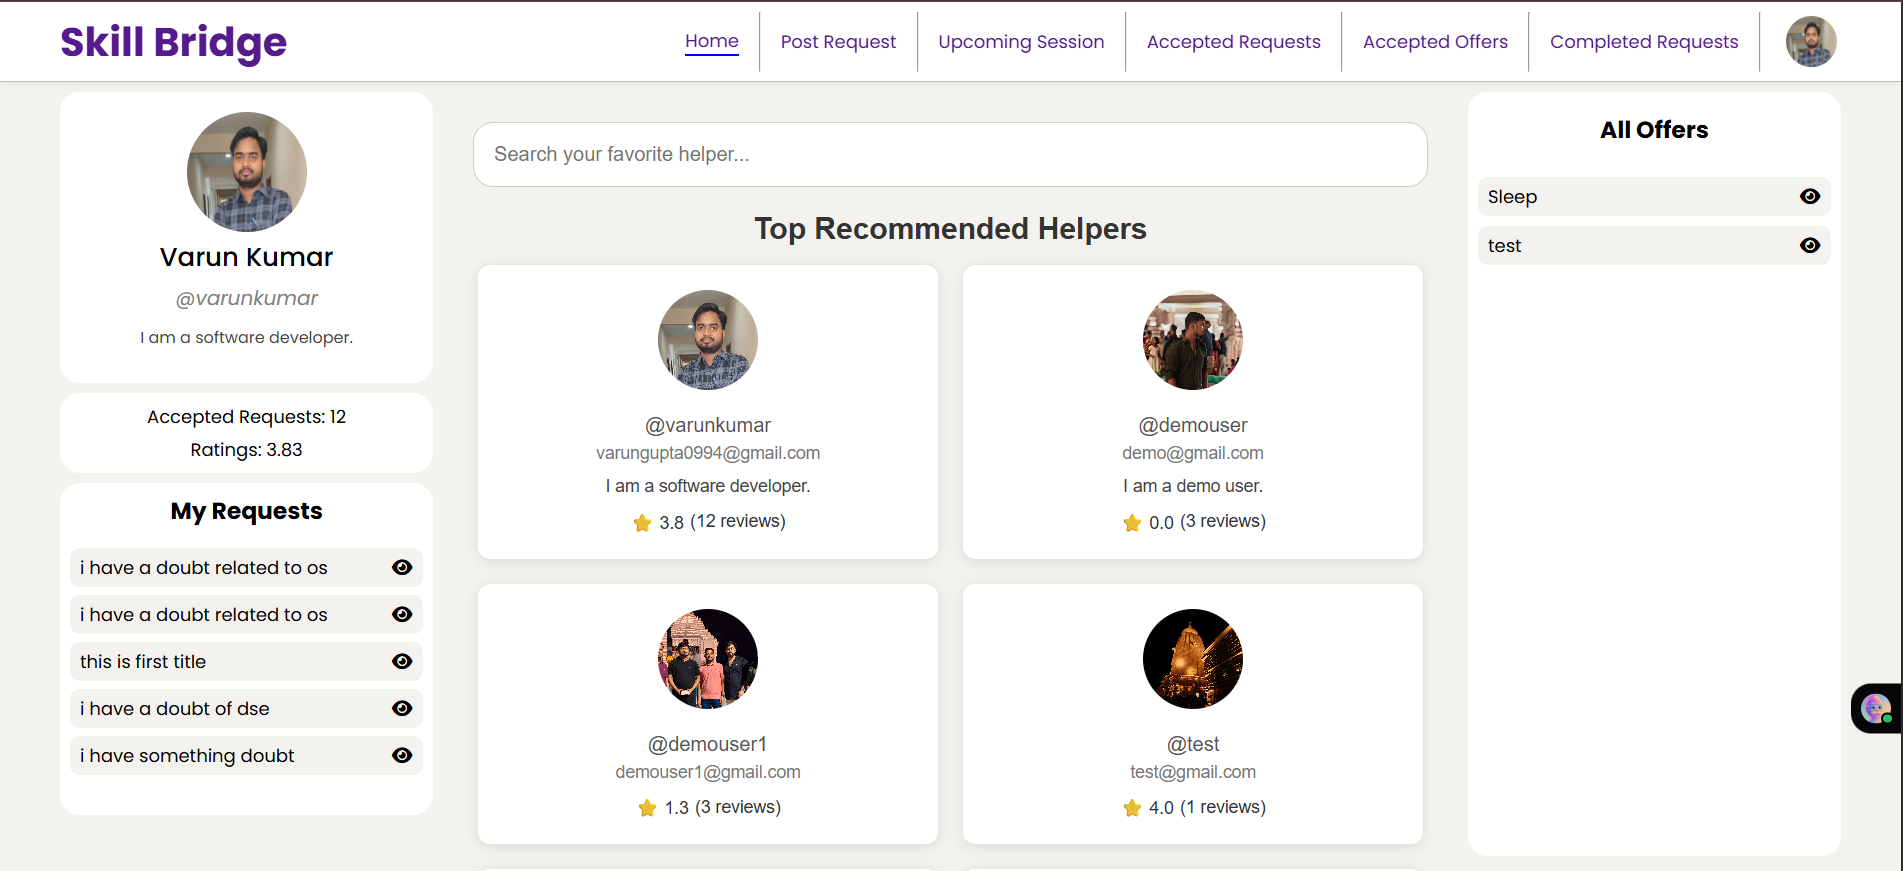 Skill Bridge
Home
Post Request
Upcoming Session
Accepted Requests
Accepted Offers
Completed Requests
Varun Kumar
@varunkumar
I am a software developer.
Accepted Requests: 12
Ratings: 3.83
My Requests
i have a doubt related to os
i have a doubt related to os
this is first title
i have a doubt of dse
i have something doubt
Search your favorite helper...
Top Recommended Helpers
@varunkumar
varungupta0994@gmail.com
I am a software developer.
3.8 (12 reviews)
@demouser
demo@gmail.com
I am a demo user.
0.0 (3 reviews)
@demouser1
demouser1@gmail.com
1.3 (3 reviews)
@test
test@gmail.com
4.0 (1 reviews)
All Offers
Sleep
test